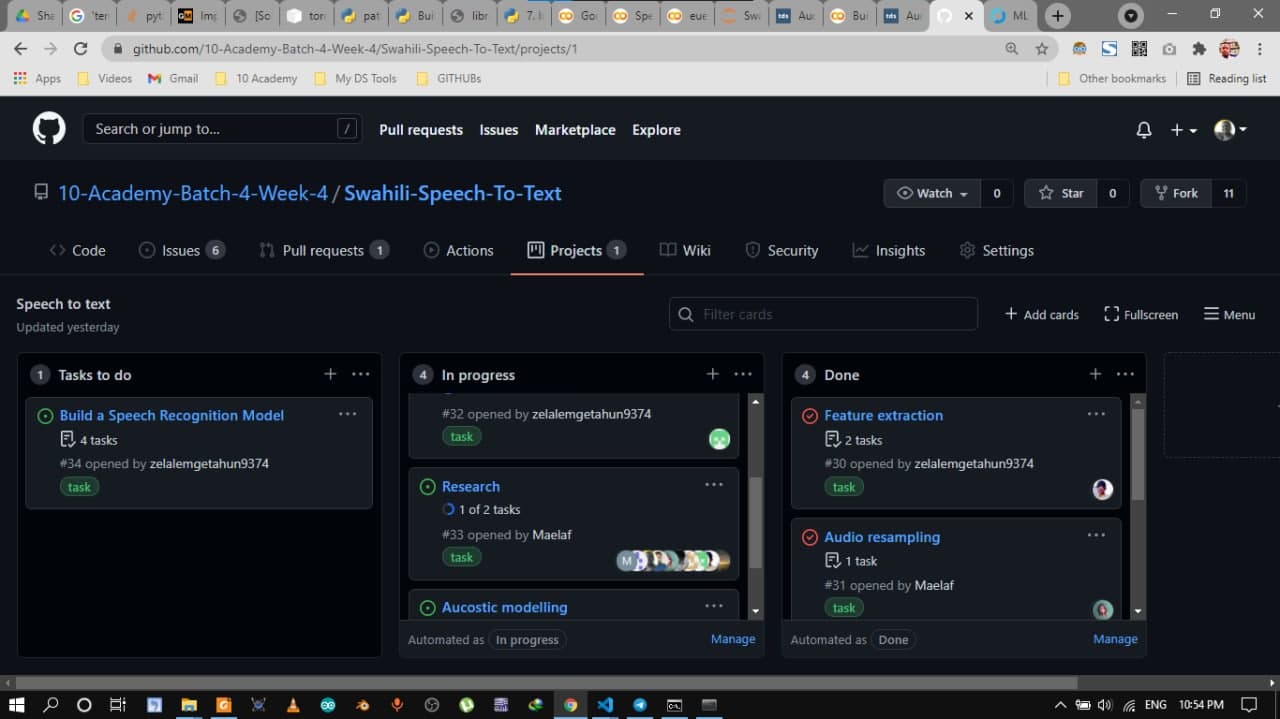 Sha
'ter
pyth
GM Imp
[So
tor
pat
Bui
libr
7. I
Goo
Spe
eue
Swa
tds Aud
Bui
tds Aud
ML
github.com/10-Academy-Batch-4-Week-4/Swahili-Speech-To-Text/projects/1
Apps Videos Gmail 10 Academy My DS Tools GITHUBs Other bookmarks Reading list
Search or jump to... / Pull requests Issues Marketplace Explore
10-Academy-Batch-4-Week-4 / Swahili-Speech-To-Text Watch 0 Star 0 Fork 11
Code Issues 6 Pull requests 1 Actions Projects 1 Wiki Security Insights Settings
Speech to text
Updated yesterday
Filter cards Add cards Fullscreen Menu
1 Tasks to do
Build a Speech Recognition Model
4 tasks
#34 opened by zelalemgetahun9374
task
4 In progress
#32 opened by zelalemgetahun9374
task
Research
1 of 2 tasks
#33 opened by Maelaf
task
M
Aucostic modelling
Automated as In progress Manage
4 Done
Feature extraction
2 tasks
#30 opened by zelalemgetahun9374
task
Audio resampling
1 task
#31 opened by Maelaf
task
Automated as Done Manage
ENG 10:54 PM